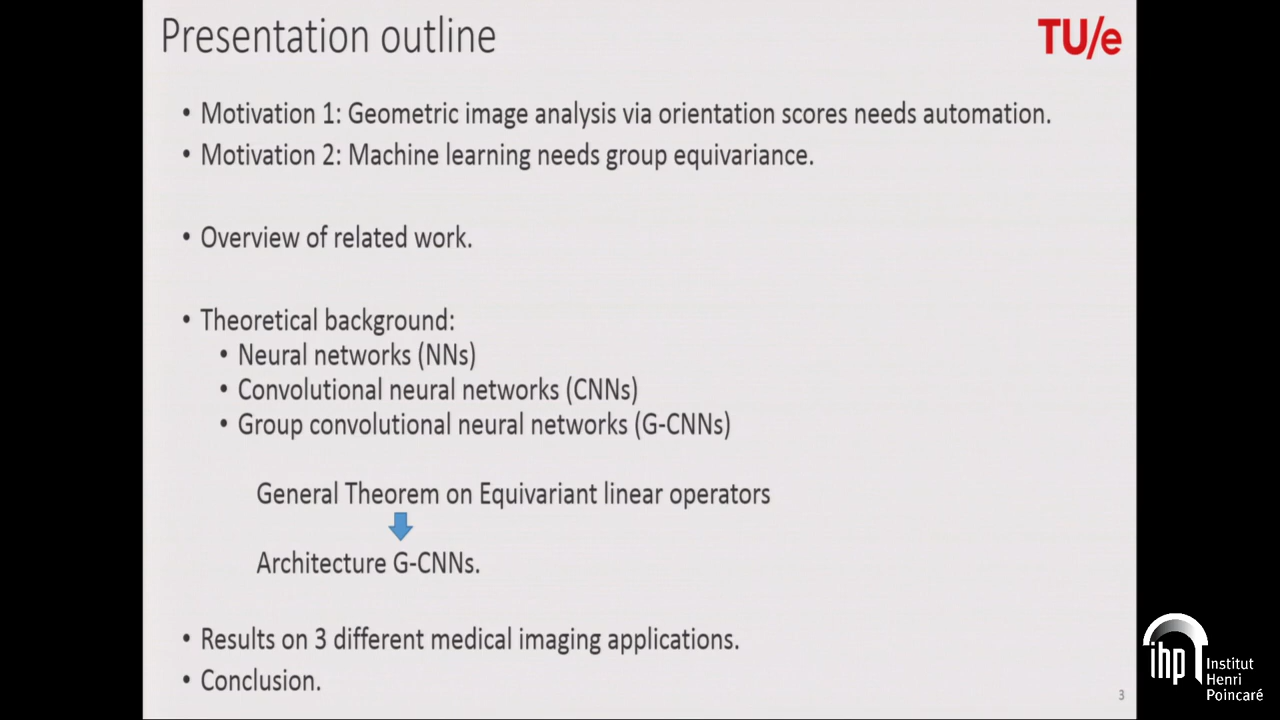 Presentation outline
TU/e
• Motivation 1: Geometric image analysis via orientation scores needs automation.
• Motivation 2: Machine learning needs group equivariance.
• Overview of related work.
• Theoretical background:
• Neural networks (NNs)
• Convolutional neural networks (CNNs)
• Group convolutional neural networks (G-CNNs)
General Theorem on Equivariant linear operators
Architecture G-CNNs.
• Results on 3 different medical imaging applications.
• Conclusion.
3
ihp
Institut
Henri
Poincaré